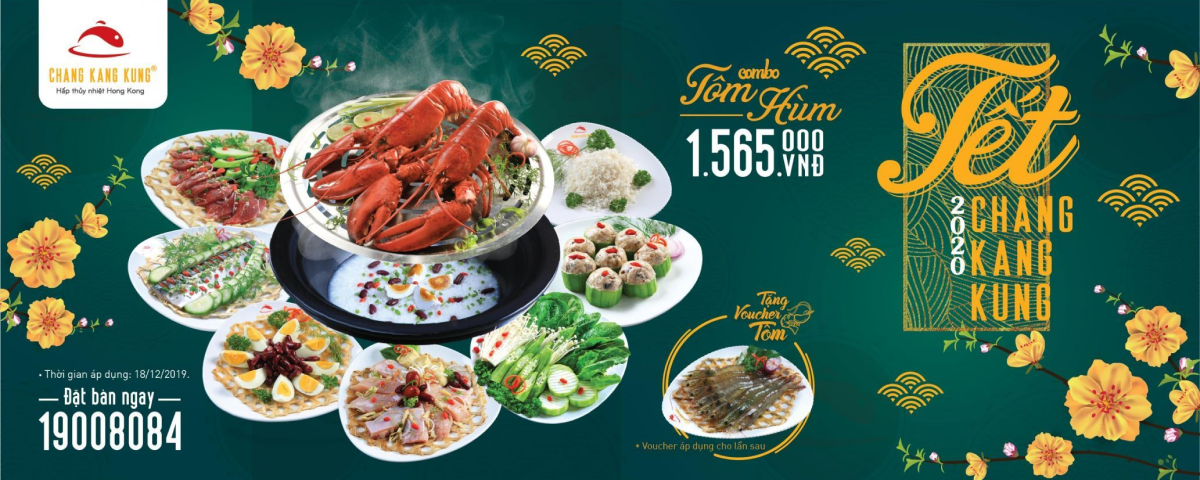 CHANG KANG KUNG®
Hấp thủy nhiệt Hong Kong
combo
Tôm Hùm
1.565.000.VNĐ
Tết
2020
CHANG
KANG
KUNG
Tặng
Voucher
Tôm
• Voucher áp dụng cho lần sau
• Thời gian áp dụng: 18/12/2019.
Đặt bàn ngay
19008084